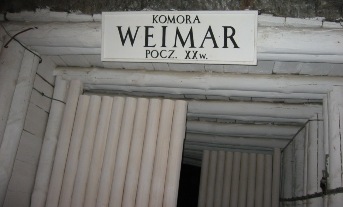 KOMORA
WEIMAR
POCZ. XX w.